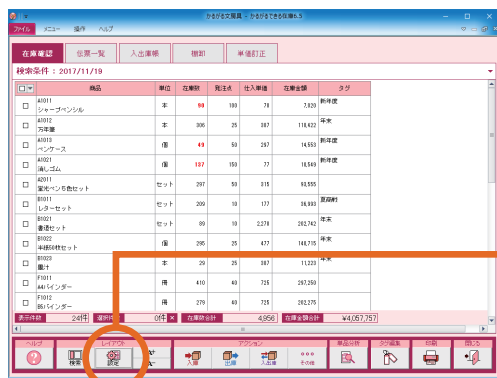 かるがる文房具 - かるがるできる在庫6.5
ファイル メニュー 操作 ヘルプ
在庫確認 伝票一覧 入出庫帳 棚卸 単価訂正
検索条件：2017/11/19
商品 単位 在庫数 発注点 仕入単価 在庫金額 タグ
A1011
シャープペンシル 本 90 100 78 7,020 新年度
A1012
万年筆 本 306 25 387 118,422 年末
A1013
ペンケース 個 49 50 297 14,553 新年度
A1021
消しゴム 個 137 150 77 10,549 新年度
A2011
蛍光ペン5色セット セット 297 50 315 93,555
B1011
レターセット セット 209 10 177 36,993
B1021
書道セット セット 89 10 2,278 202,742 年末
B1022
半紙50枚セット 個 295 25 477 140,715 年末
B1023
墨汁 本 29 25 387 11,223 年末
F1011
A4バインダー 冊 410 40 725 297,250
F1012
B5バインダー 冊 279 40 725 202,275
表示件数 241件 選択 0件 × 在庫数合計 4,956 在庫金額合計 ¥4,057,757
ヘルプ レイアウト アクション 単品分析 タグ編集 印刷 閉じる
検索 設定 入庫 出庫 入出庫 その他